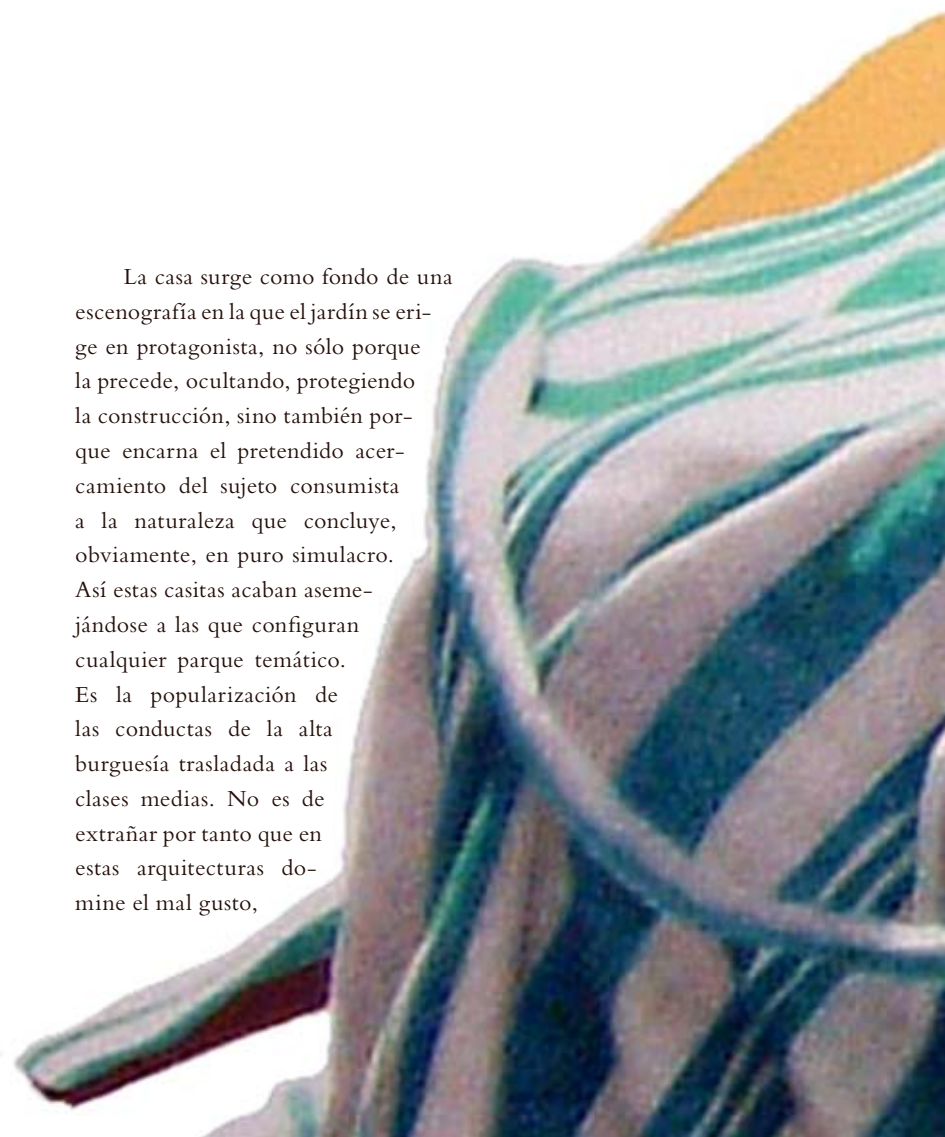 La casa surge como fondo de una
escenografía en la que el jardín se eri-
ge en protagonista, no sólo porque
la precede, ocultando, protegiendo
la construcción, sino también por-
que encarna el pretendido acer-
camiento del sujeto consumista
a la naturaleza que concluye,
obviamente, en puro simulacro.
Así estas casitas acaban aseme-
jándose a las que configuran
cualquier parque temático.
Es la popularización de
las conductas de la alta
burguesía trasladada a las
clases medias. No es de
extrañar por tanto que en
estas arquitecturas do-
mine el mal gusto,